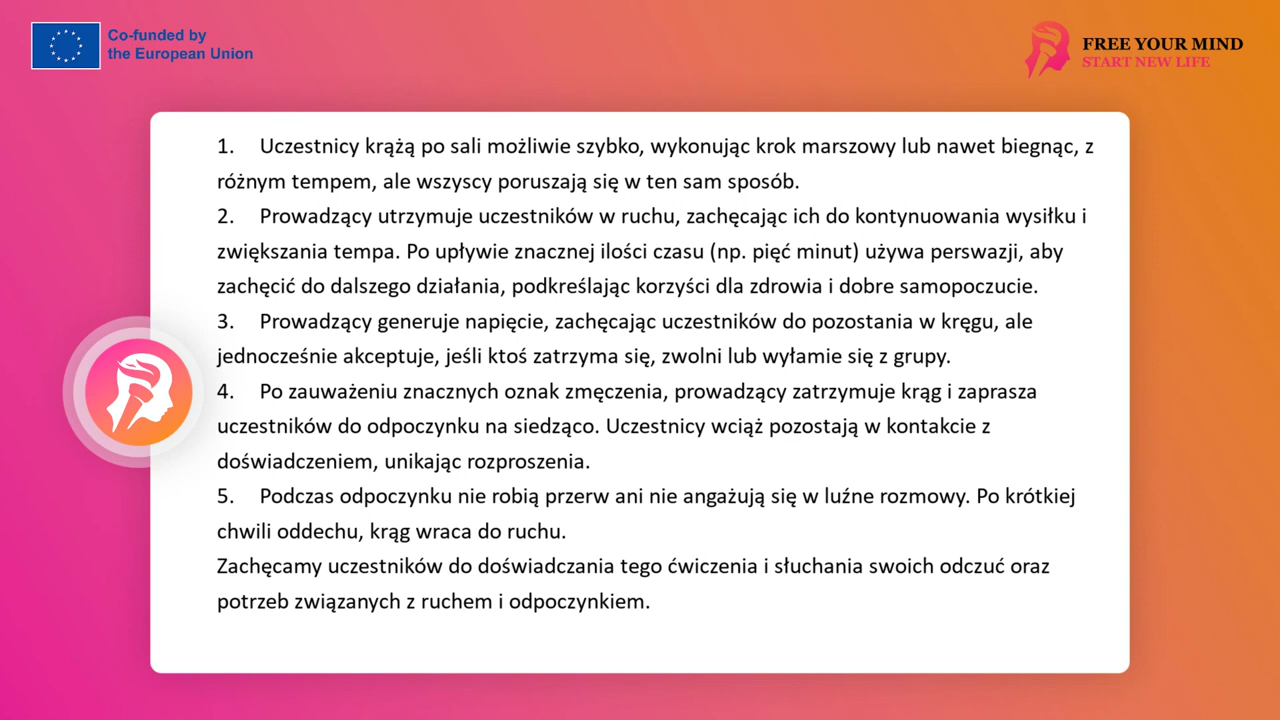 Co-funded by
the European Union
FREE YOUR MIND
START NEW LIFE
1. Uczestnicy krążą po sali możliwie szybko, wykonując krok marszowy lub nawet biegnąc, z
różnym tempem, ale wszyscy poruszają się w ten sam sposób.
2. Prowadzący utrzymuje uczestników w ruchu, zachęcając ich do kontynuowania wysiłku i
zwiększania tempa. Po upływie znacznej ilości czasu (np. pięć minut) używa perswazji, aby
zachęcić do dalszego działania, podkreślając korzyści dla zdrowia i dobre samopoczucie.
3. Prowadzący generuje napięcie, zachęcając uczestników do pozostania w kręgu, ale
jednocześnie akceptuje, jeśli ktoś zatrzyma się, zwolni lub wyłamie się z grupy.
4. Po zauważeniu znacznych oznak zmęczenia, prowadzący zatrzymuje krąg i zaprasza
uczestników do odpoczynku na siedząco. Uczestnicy wciąż pozostają w kontakcie z
doświadczeniem, unikając rozproszenia.
5. Podczas odpoczynku nie robią przerw ani nie angażują się w luźne rozmowy. Po krótkiej
chwili oddechu, krąg wraca do ruchu.
Zachęcamy uczestników do doświadczania tego ćwiczenia i słuchania swoich odczuć oraz
potrzeb związanych z ruchem i odpoczynkiem.